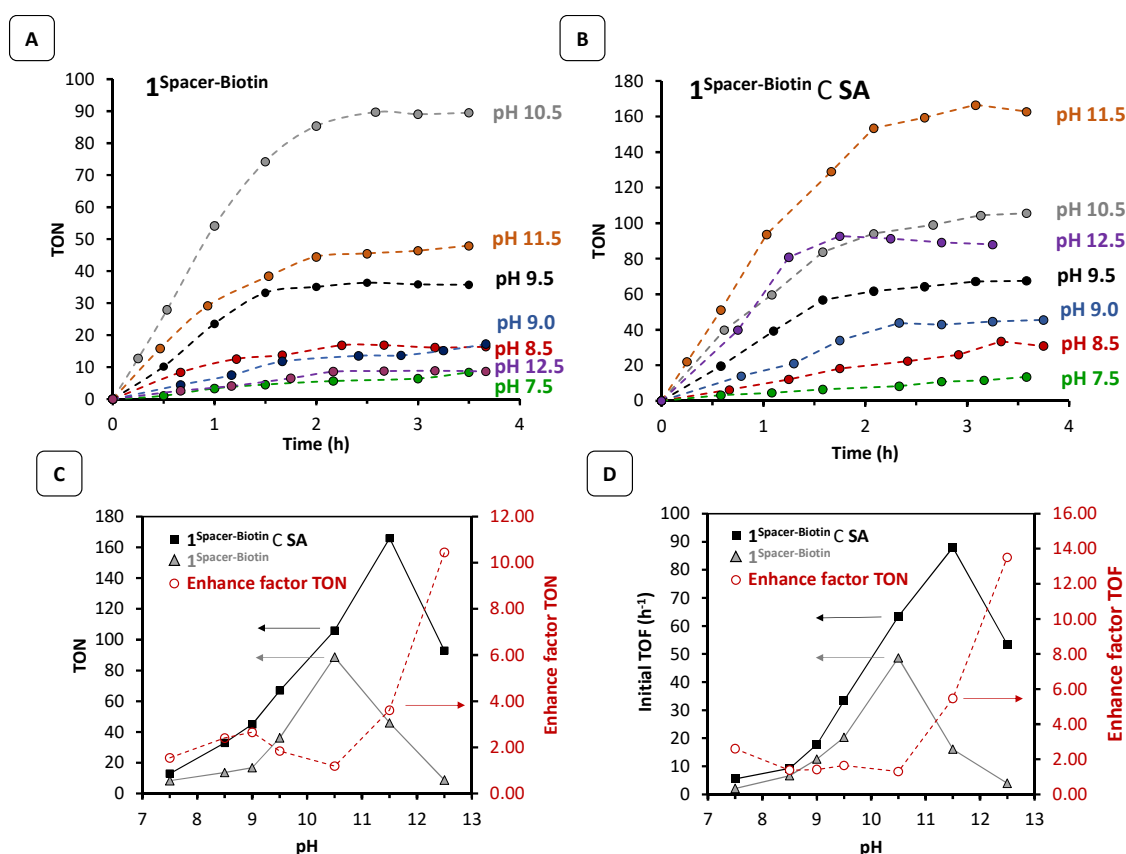 A
1Spacer-Biotin
100
90
80
70
60
50
40
30
20
10
0
TON
0 1 2 3 4
Time (h)
pH 10.5
pH 11.5
pH 9.5
pH 9.0
pH 8.5
pH 12.5
pH 7.5
B
1Spacer-Biotin C SA
180
160
140
120
100
80
60
40
20
0
TON
0 1 2 3 4
Time (h)
pH 11.5
pH 10.5
pH 12.5
pH 9.5
pH 9.0
pH 8.5
pH 7.5
C
1Spacer-Biotin C SA
1Spacer-Biotin
Enhance factor TON
180
160
140
120
100
80
60
40
20
0
TON
7 8 9 10 11 12 13
pH
12.00
10.00
8.00
6.00
4.00
2.00
0.00
Enhance factor TON
D
1Spacer-Biotin C SA
1Spacer-Biotin
Enhance factor TON
100
90
80
70
60
50
40
30
20
10
0
Initial TOF (h-1)
7 8 9 10 11 12 13
pH
16.00
14.00
12.00
10.00
8.00
6.00
4.00
2.00
0.00
Enhance factor TOF